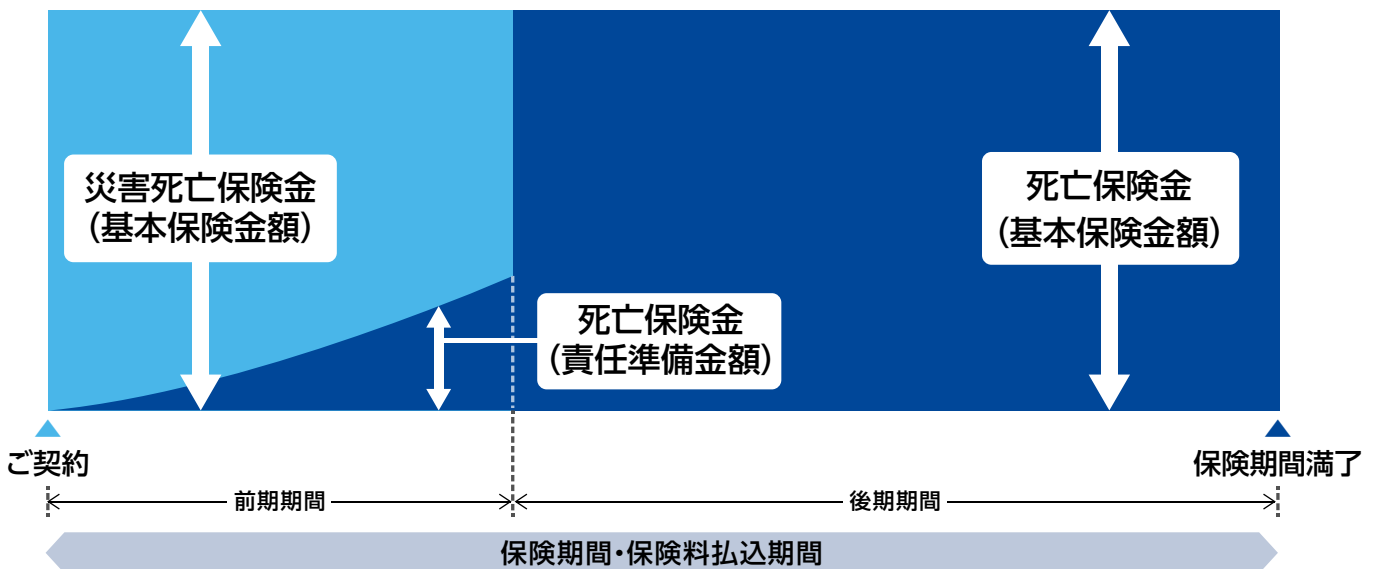 災害死亡保険金
(基本保険金額)
死亡保険金
(基本保険金額)
死亡保険金
(責任準備金額)
ご契約
保険期間満了
前期期間
後期期間
保険期間・保険料払込期間